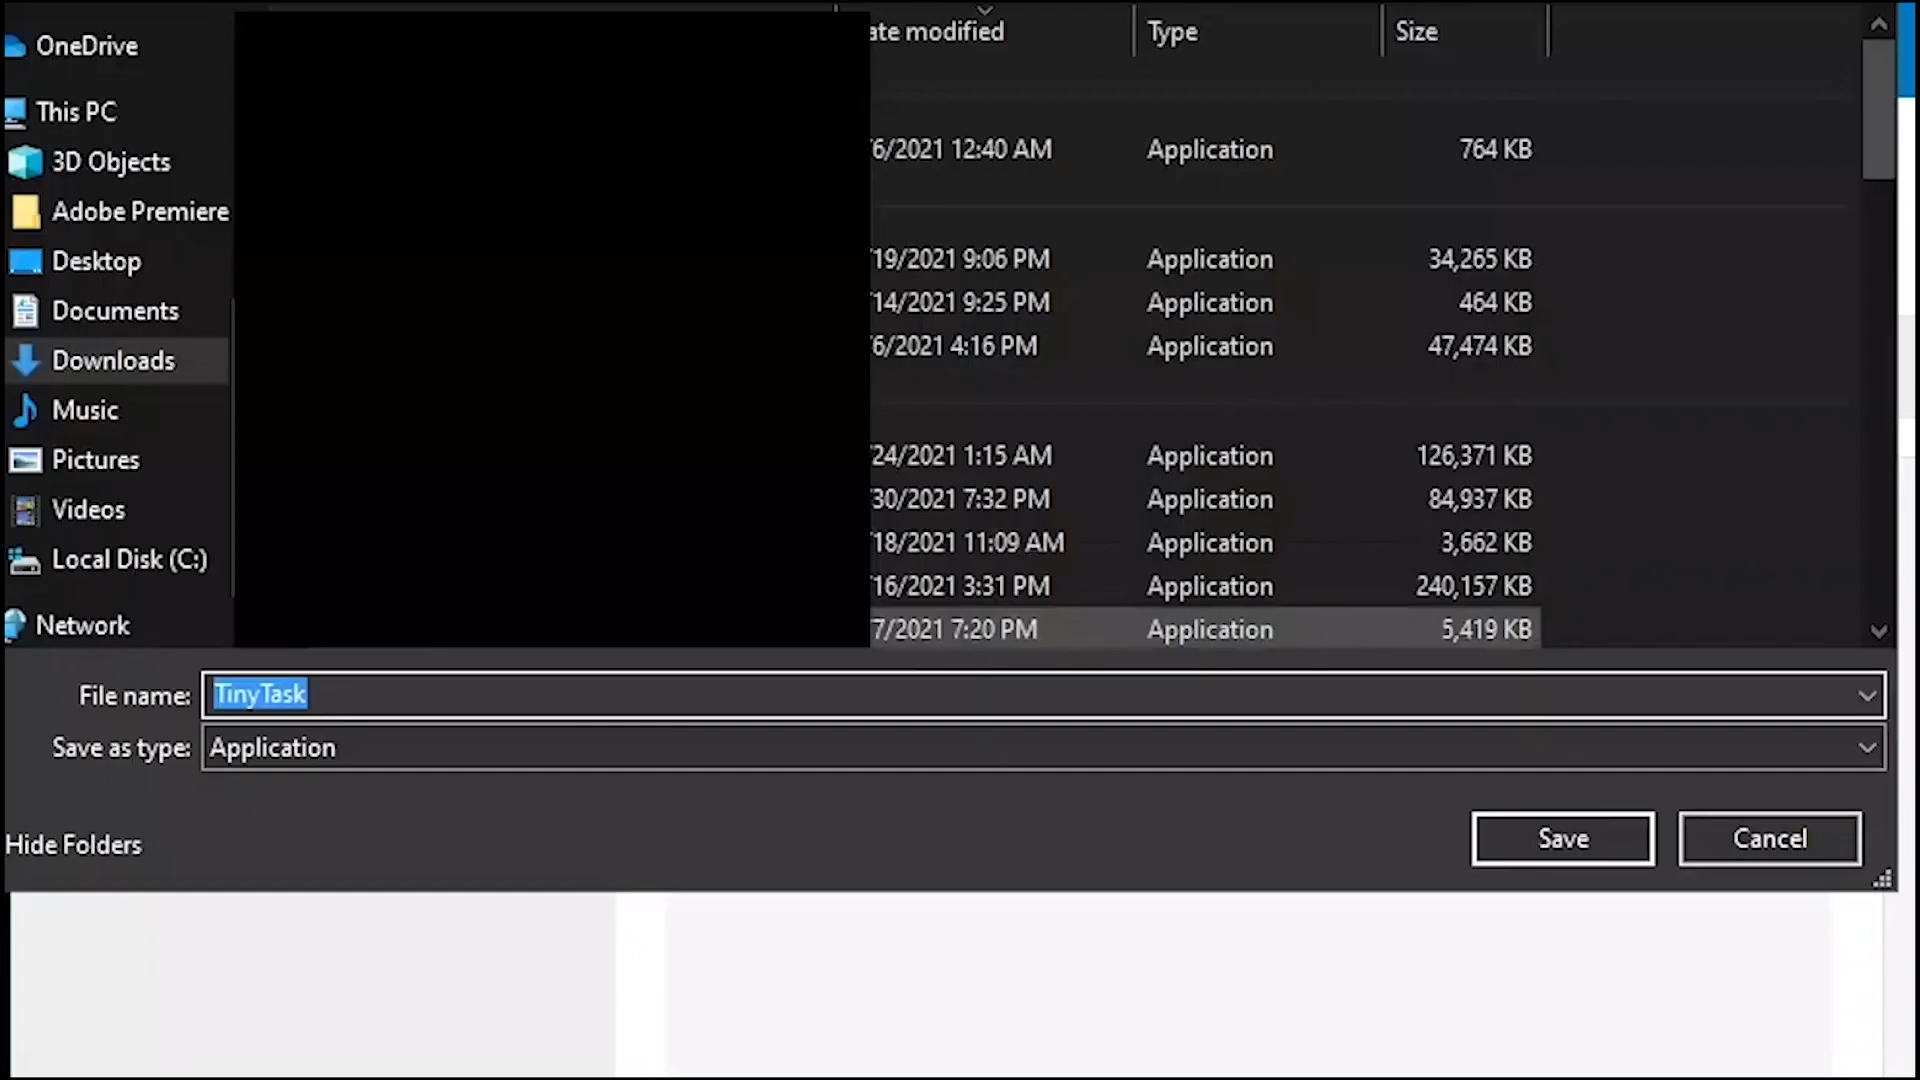 OneDrive
This PC
3D Objects
Adobe Premiere
Desktop
Documents
Downloads
Music
Pictures
Videos
Local Disk (C:)
Network
ate modified Type Size
6/2021 12:40 AM Application 764 KB
19/2021 9:06 PM Application 34,265 KB
14/2021 9:25 PM Application 464 KB
6/2021 4:16 PM Application 47,474 KB
24/2021 1:15 AM Application 126,371 KB
30/2021 7:32 PM Application 84,937 KB
18/2021 11:09 AM Application 3,662 KB
16/2021 3:31 PM Application 240,157 KB
7/2021 7:20 PM Application 5,419 KB
File name: TinyTask
Save as type: Application
Hide Folders Save Cancel